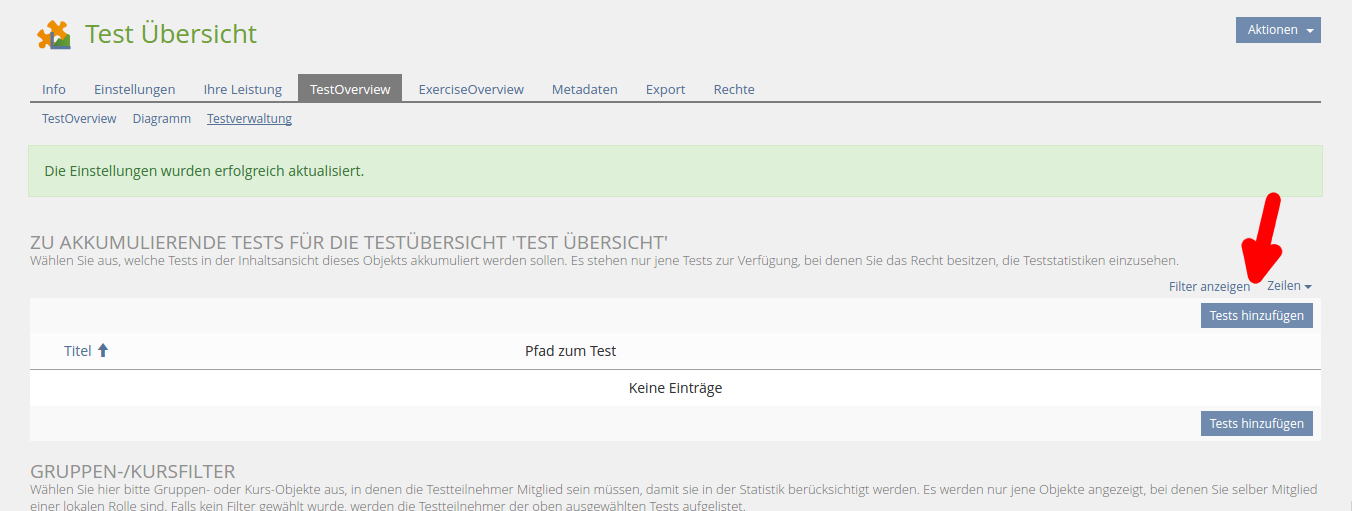 Test Übersicht
Aktionen
Info Einstellungen Ihre Leistung TestOverview ExerciseOverview Metadaten Export Rechte
TestOverview Diagramm Testverwaltung
Die Einstellungen wurden erfolgreich aktualisiert.
ZU AKKUMULIERENDE TESTS FÜR DIE TESTÜBERSICHT 'TEST ÜBERSICHT'
Wählen Sie aus, welche Tests in der Inhaltsansicht dieses Objekts akkumuliert werden sollen. Es stehen nur jene Tests zur Verfügung, bei denen Sie das Recht besitzen, die Teststatistiken einzusehen.
Filter anzeigen Zeilen
Tests hinzufügen
Titel Pfad zum Test
Keine Einträge
Tests hinzufügen
GRUPPEN-/KURSFILTER
Wählen Sie hier bitte Gruppen- oder Kurs-Objekte aus, in denen die Testteilnehmer Mitglied sein müssen, damit sie in der Statistik berücksichtigt werden. Es werden nur jene Objekte angezeigt, bei denen Sie selber Mitglied
einer lokalen Rolle sind. Falls kein Filter gewählt wurde, werden die Testteilnehmer der oben ausgewählten Tests aufgelistet.